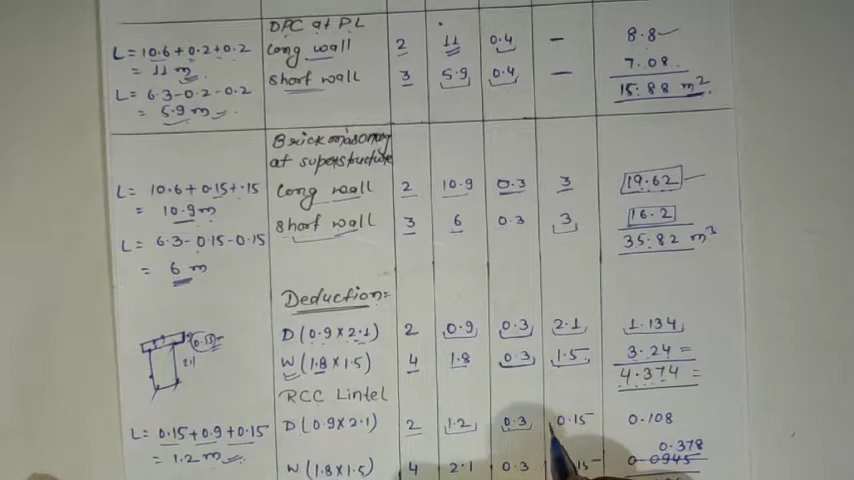 DPC at PL
L = 10.6+0.2+0.2 Long wall 2 11 0.4 — 8.8
= 11 m
Short wall 3 5.9 0.4 — 7.08
L = 6.3-0.2-0.2 15.88 m²
= 5.9 m
Brick masonry
at superstructure
L = 10.6+0.15+.15 Long wall 2 10.9 0.3 3 19.62
= 10.9m
Short wall 3 6 0.3 3 16.2
L = 6.3-0.15-0.15 35.82 m³
= 6 m
Deduction:=
D (0.9 x 2.1) 2 0.9 0.3 2.1 1.134
2.1 W (1.8 x 1.5) 4 1.8 0.3 1.5 3.24 =
4.374 =
RCC Lintel
L = 0.15+0.9+0.15 D (0.9 x 2.1) 2 1.2 0.3 0.15 0.108
= 1.2 m
0.378
W (1.8 x 1.5) 4 2.1 0.3 15 0.0945